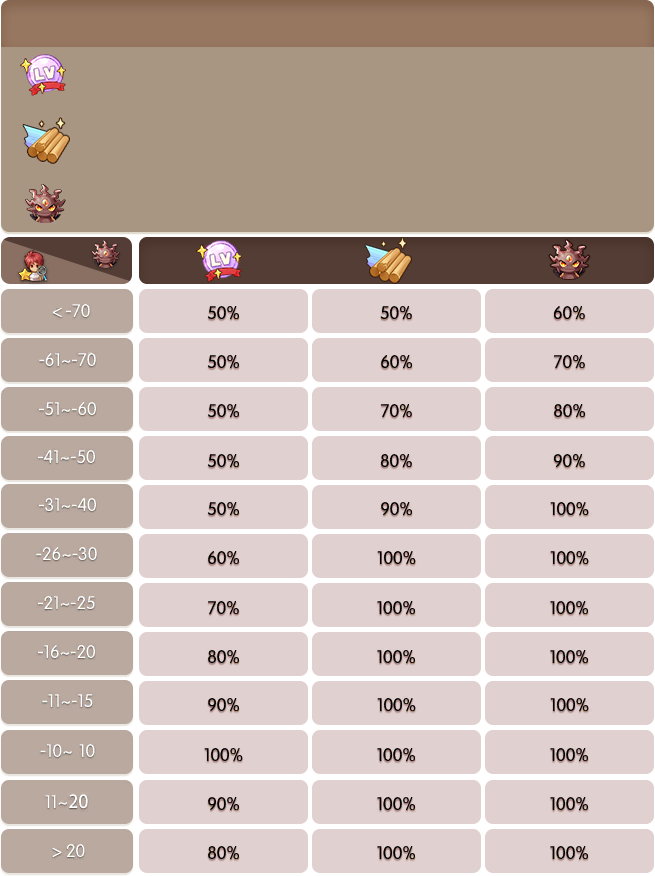 LV
LV
< -70 50% 50% 60%
-61~-70 50% 60% 70%
-51~-60 50% 70% 80%
-41~-50 50% 80% 90%
-31~-40 50% 90% 100%
-26~-30 60% 100% 100%
-21~-25 70% 100% 100%
-16~-20 80% 100% 100%
-11~-15 90% 100% 100%
-10~ 10 100% 100% 100%
11~20 90% 100% 100%
> 20 80% 100% 100%